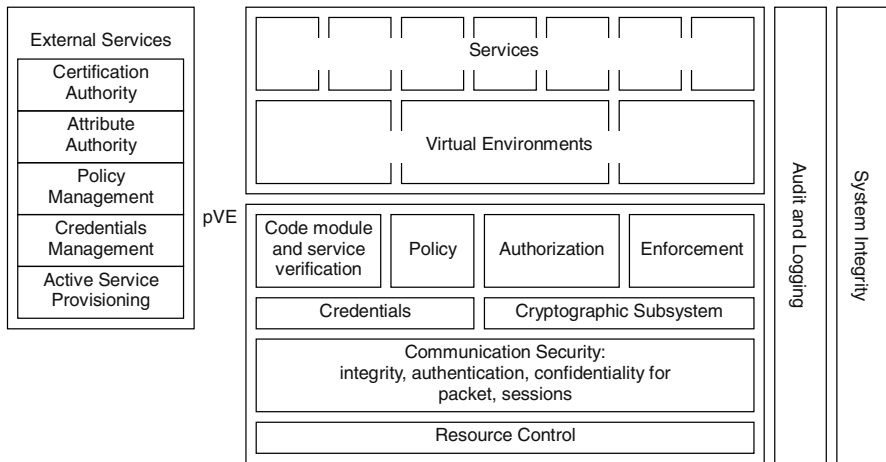 External Services
Certification
Authority
Attribute
Authority
Policy
Management
Credentials
Management
Active Service
Provisioning
Services
Virtual Environments
pVE
Code module
and service
verification
Policy
Authorization
Enforcement
Credentials
Cryptographic Subsystem
Communication Security:
integrity, authentication, confidentiality for
packet, sessions
Resource Control
Audit and Logging
System Integrity